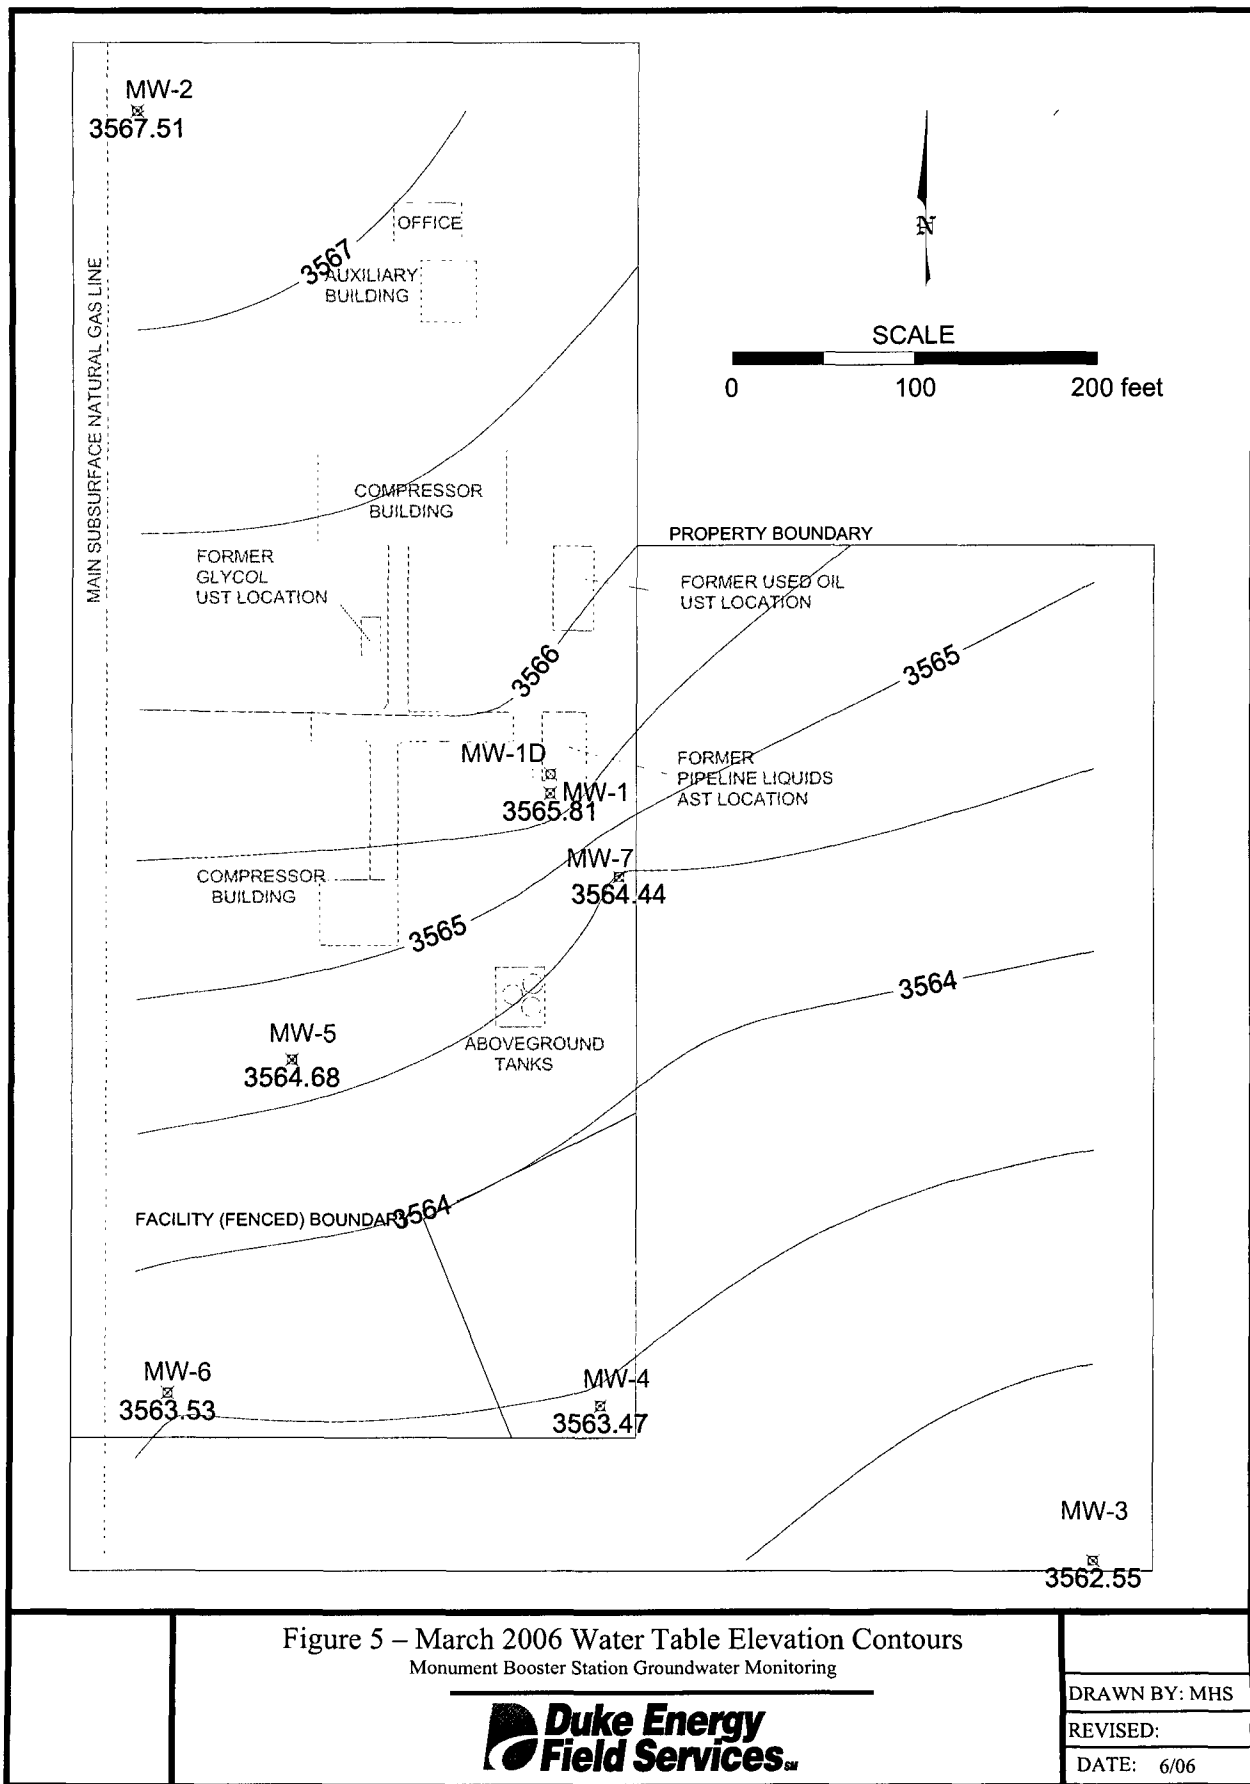 MW-2
3567.51
N
OFFICE
3567
AUXILIARY
BUILDING
MAIN SUBSURFACE NATURAL GAS LINE
SCALE
0 100 200 feet
COMPRESSOR
BUILDING
PROPERTY BOUNDARY
FORMER
GLYCOL
UST LOCATION
FORMER USED OIL
UST LOCATION
3566
3565
MW-1D
MW-1
3565.81
FORMER
PIPELINE LIQUIDS
AST LOCATION
MW-7
3564.44
COMPRESSOR
BUILDING
3565
3564
MW-5
3564.68
ABOVEGROUND
TANKS
FACILITY (FENCED) BOUNDARY
3564
MW-6
3563.53
MW-4
3563.47
MW-3
3562.55
Figure 5 – March 2006 Water Table Elevation Contours
Monument Booster Station Groundwater Monitoring
Duke Energy
Field Services SM
DRAWN BY: MHS
REVISED:
DATE: 6/06